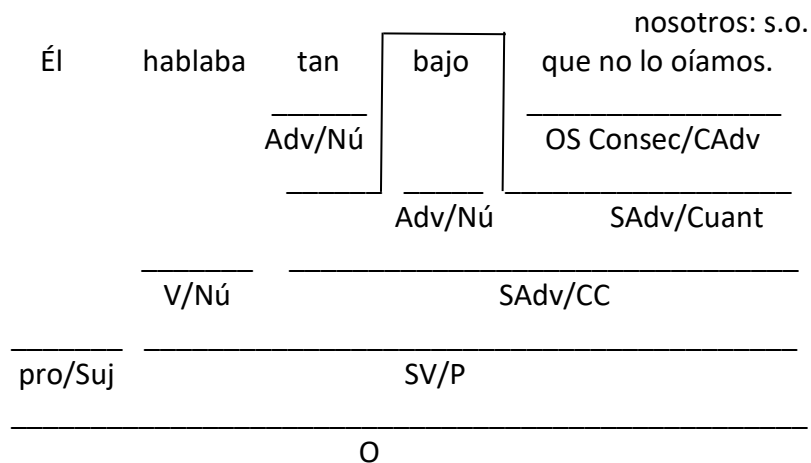 nosotros: s.o.
Él hablaba tan bajo que no lo oíamos.
Adv/Nú OS Consec/CAdv
Adv/Nú SAdv/Cuant
V/Nú SAdv/CC
pro/Suj SV/P
O